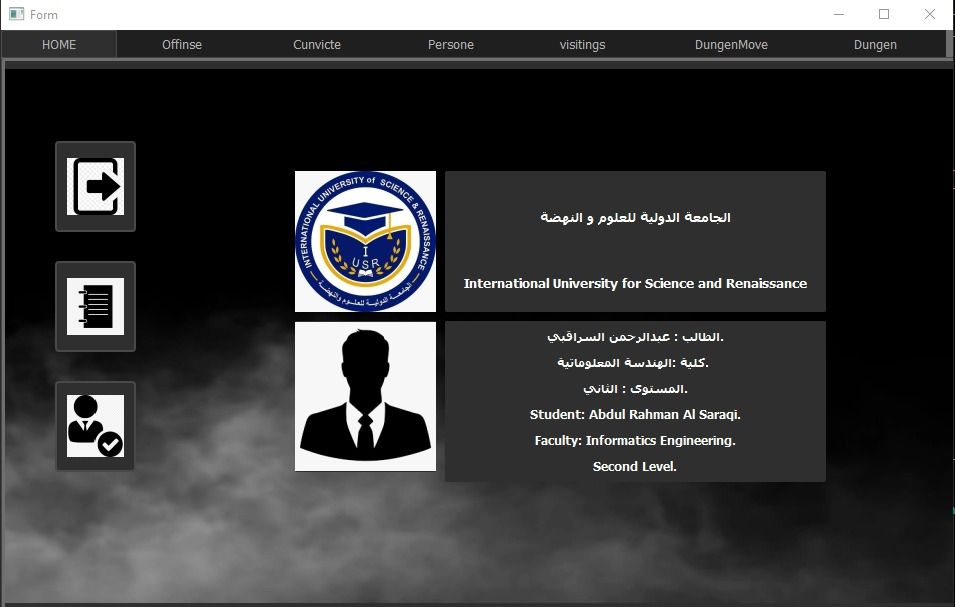 Form
HOME Offinse Cunvicte Persone visitings DungenMove Dungen
INTERNATIONAL UNIVERSITY of SCIENCE & RENAISSANCE
I
USR
الجامعة الدولية للعلوم والنهضة
الجامعة الدولية للعلوم و النهضة
International University for Science and Renaissance
الطالب : عبدالرحمن السراقبي.
كلية :الهندسة المعلوماتية.
المستوى : الثاني.
Student: Abdul Rahman Al Saraqi.
Faculty: Informatics Engineering.
Second Level.